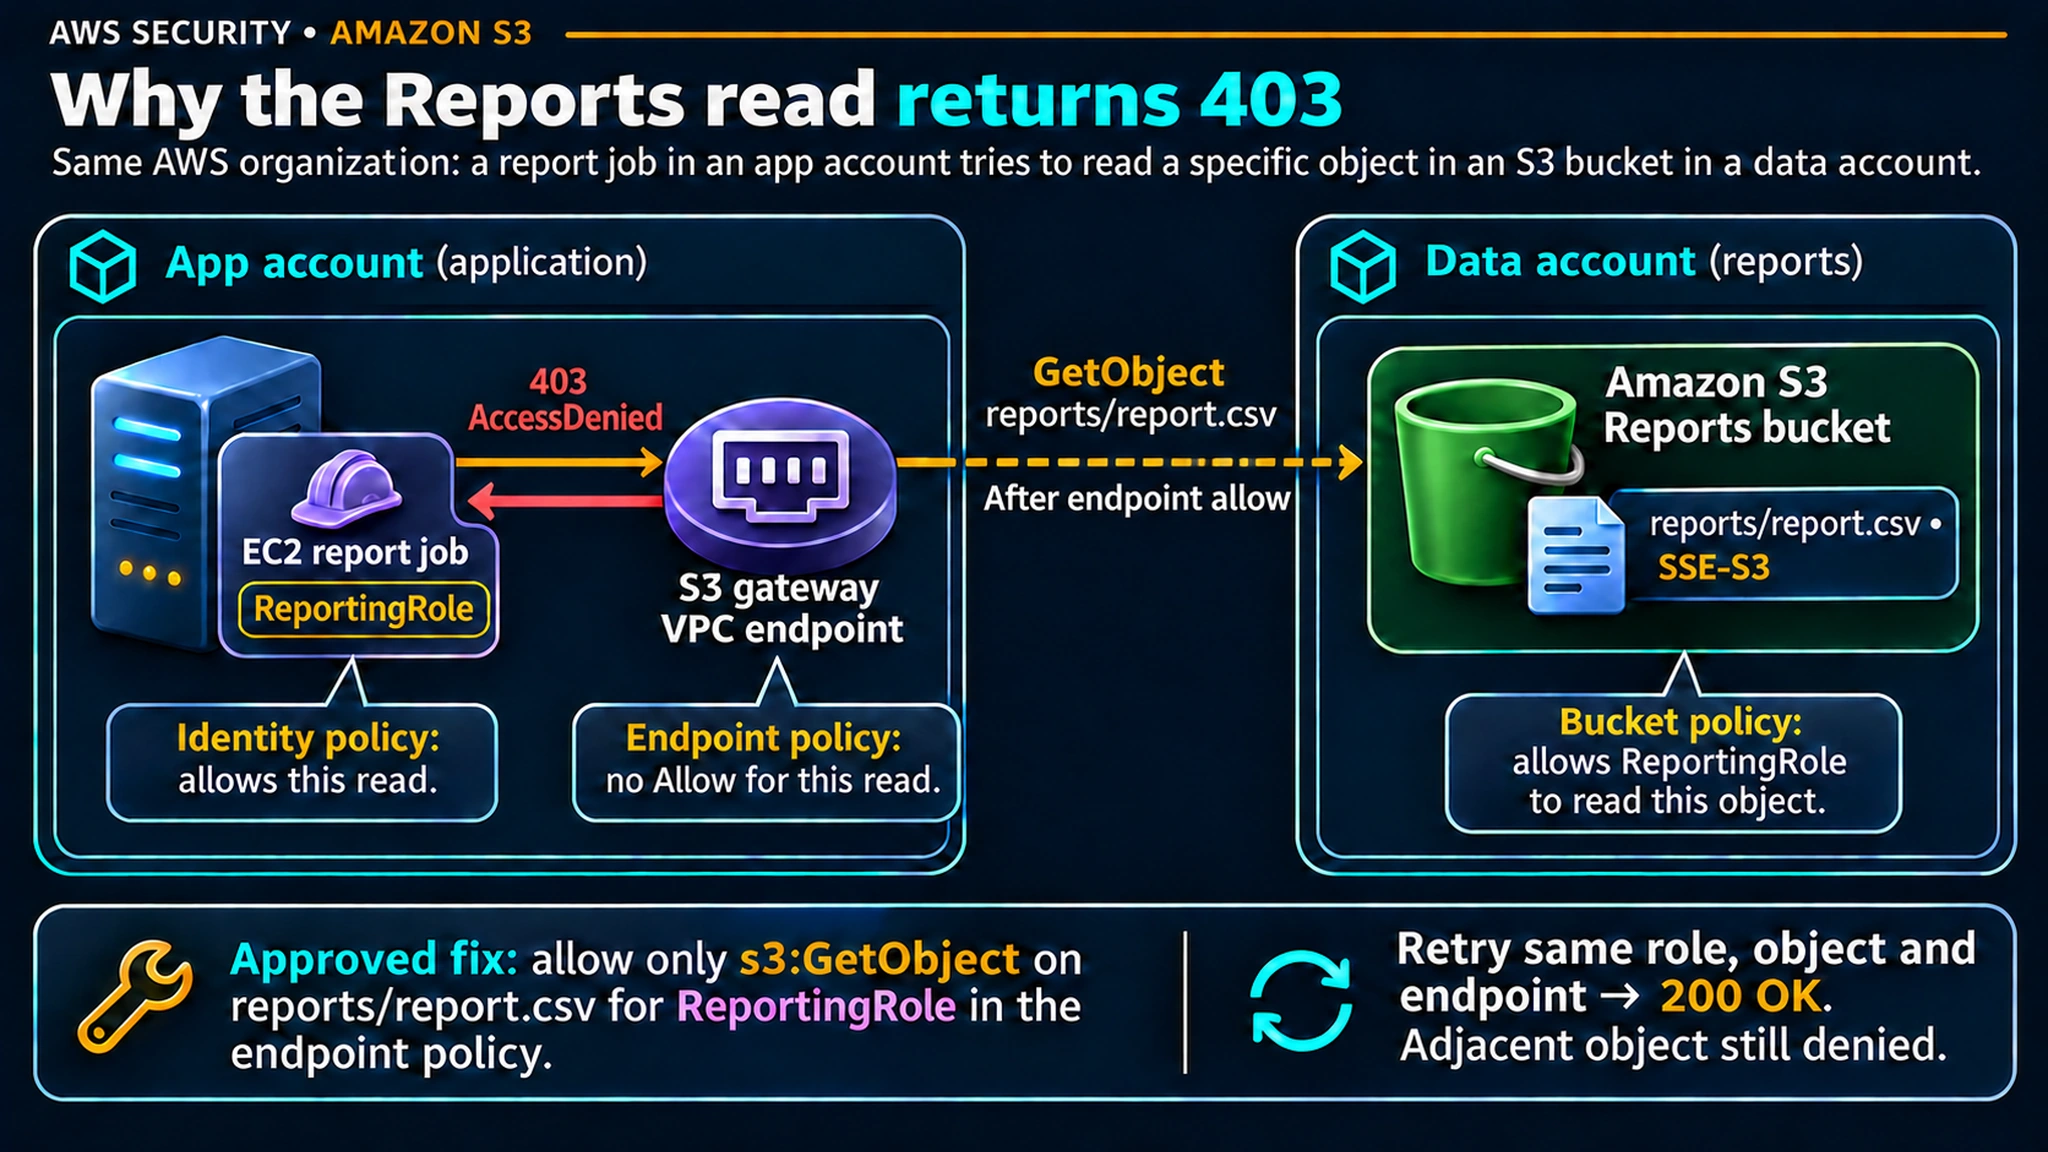 AWS SECURITY • AMAZON S3
Why the Reports read returns 403
Same AWS organization: a report job in an app account tries to read a specific object in an S3 bucket in a data account.
App account (application)
403
AccessDenied
EC2 report job
ReportingRole
S3 gateway
VPC endpoint
Identity policy:
allows this read.
Endpoint policy:
no Allow for this read.
GetObject
reports/report.csv
After endpoint allow
Data account (reports)
Amazon S3
Reports bucket
reports/report.csv •
SSE-S3
Bucket policy:
allows ReportingRole
to read this object.
Approved fix: allow only s3:GetObject on
reports/report.csv for ReportingRole in the
endpoint policy.
Retry same role, object and
endpoint → 200 OK.
Adjacent object still denied.